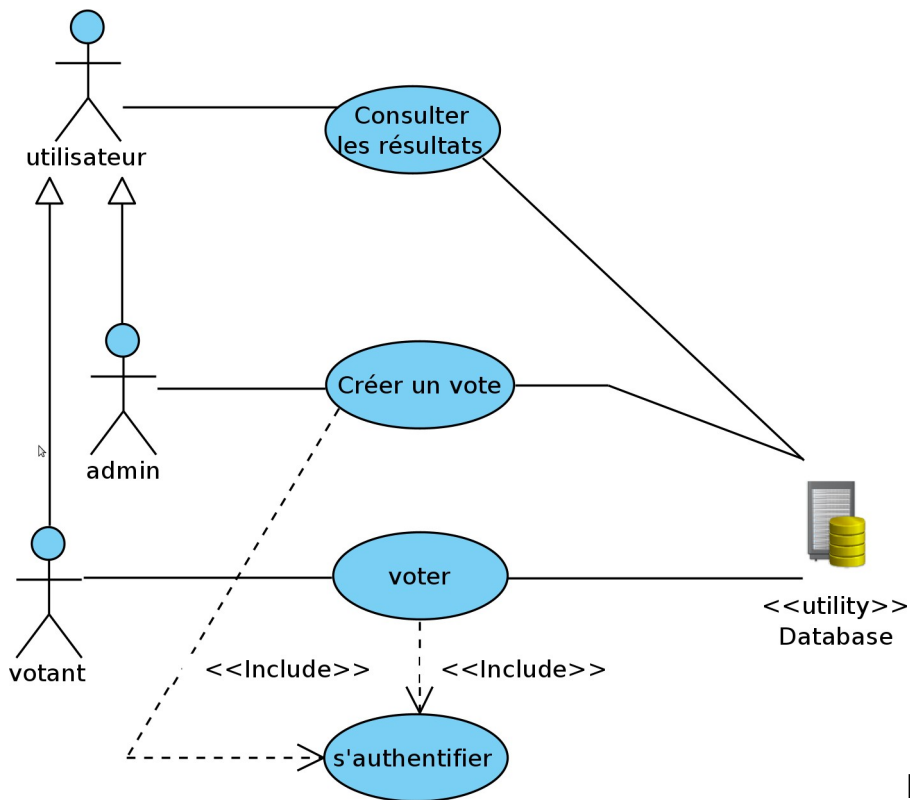 utilisateur
Consulter
les résultats
admin
Créer un vote
votant
voter
<<utility>>
Database
<<Include>>
<<Include>>
s'authentifier